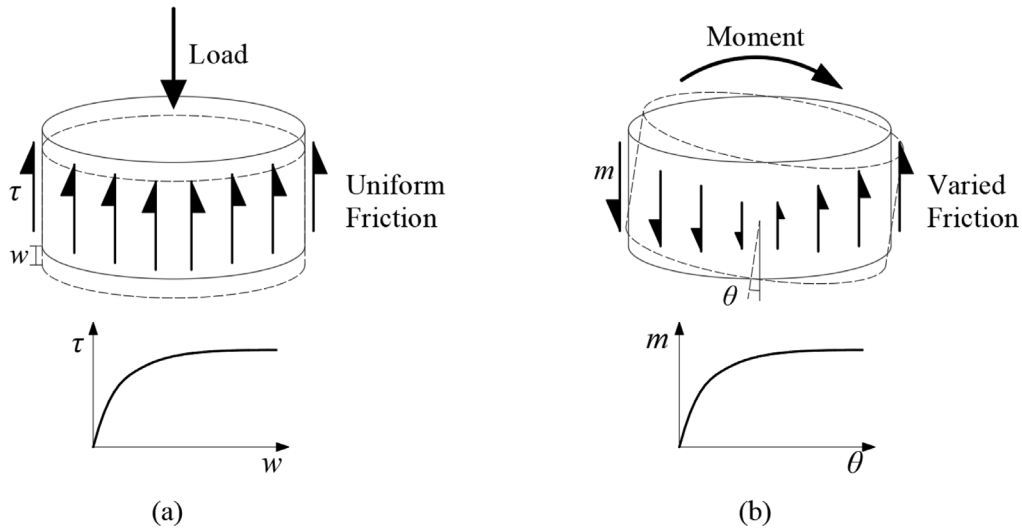 Load
τ
Uniform
Friction
w
τ
w
(a)
Moment
m
Varied
Friction
θ
m
θ
(b)